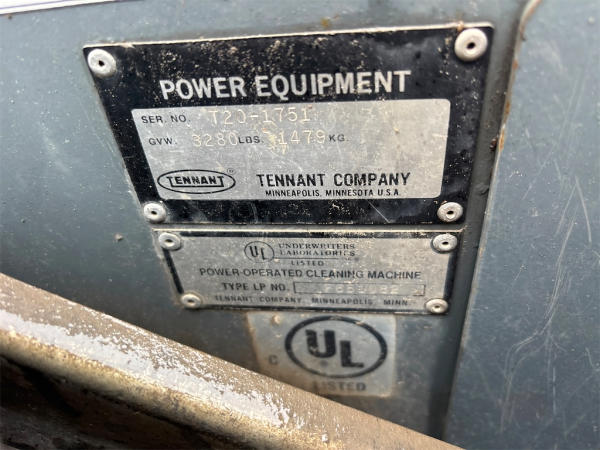 POWER EQUIPMENT
SER. NO. T20-1751
GVW. 3280 LBS. 1479 KG.
TENNANT
TENNANT COMPANY
MINNEAPOLIS, MINNESOTA U.S.A.
UL UNDERWRITERS
LABORATORIES
LISTED
POWER-OPERATED CLEANING MACHINE
TYPE LP NO.
TENNANT COMPANY, MINNEAPOLIS, MINN.
UL
C
LISTED